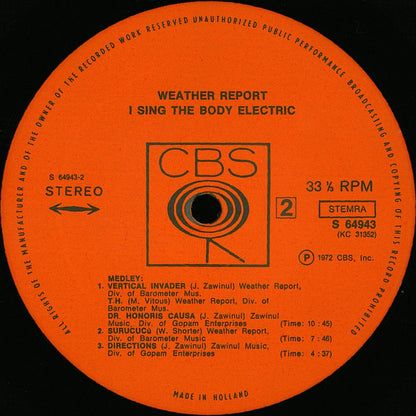 ALL RIGHTS OF THE MANUFACTURER AND OF THE OWNER OF THE RECORDED WORK RESERVED UNAUTHORIZED PUBLIC PERFORMANCE BROADCASTING AND COPYING OF THIS RECORD PROHIBITED
WEATHER REPORT
I SING THE BODY ELECTRIC
CBS
S 64943-2
STEREO
33 ⅓ RPM
2
STEMRA
S 64943
(KC 31352)
℗ 1972 CBS, Inc.
MEDLEY:
1. VERTICAL INVADER (J. Zawinul) Weather Report,
Div. of Barometer Mus.
T.H. (M. Vitous) Weather Report, Div. of
Barometer Mus.
DR. HONORIS CAUSA (J. Zawinul) Zawinul
Music, Div. of Gopam Enterprises (Time: 10 : 45)
2. SURUCUCÚ (W. Shorter) Weather Report,
Div. of Barometer Mus. (Time: 7 : 46)
3. DIRECTIONS (J. Zawinul) Zawinul Music,
Div. of Gopam Enterprises (Time: 4 : 37)
MADE IN HOLLAND